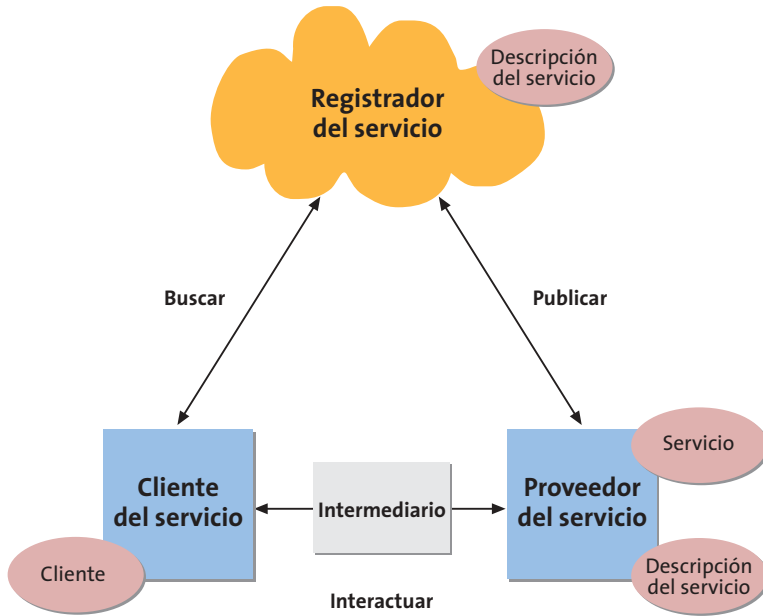 Descripción
del servicio
Registrador
del servicio
Buscar
Publicar
Servicio
Cliente
del servicio
Intermediario
Proveedor
del servicio
Cliente
Descripción
del servicio
Interactuar